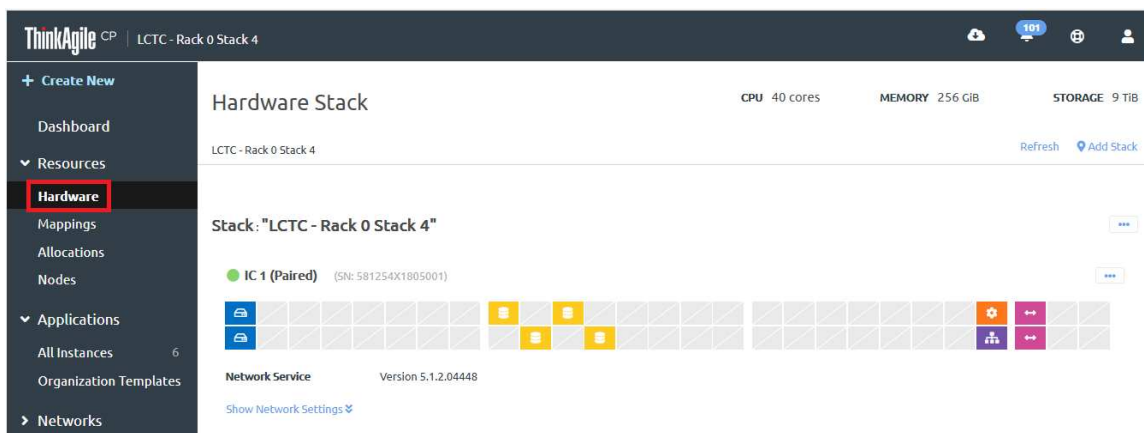 ThinkAgile CP | LCTC - Rack 0 Stack 4
101
+ Create New
Dashboard
Resources
Hardware
Mappings
Allocations
Nodes
Applications
All Instances 6
Organization Templates
Networks
Hardware Stack
CPU 40 cores MEMORY 256 GiB STORAGE 9 TiB
LCTC - Rack 0 Stack 4
Refresh Add Stack
Stack: "LCTC - Rack 0 Stack 4"
IC 1 (Paired) (SN: 581254X1805001)
Network Service Version 5.1.2.04448
Show Network Settings